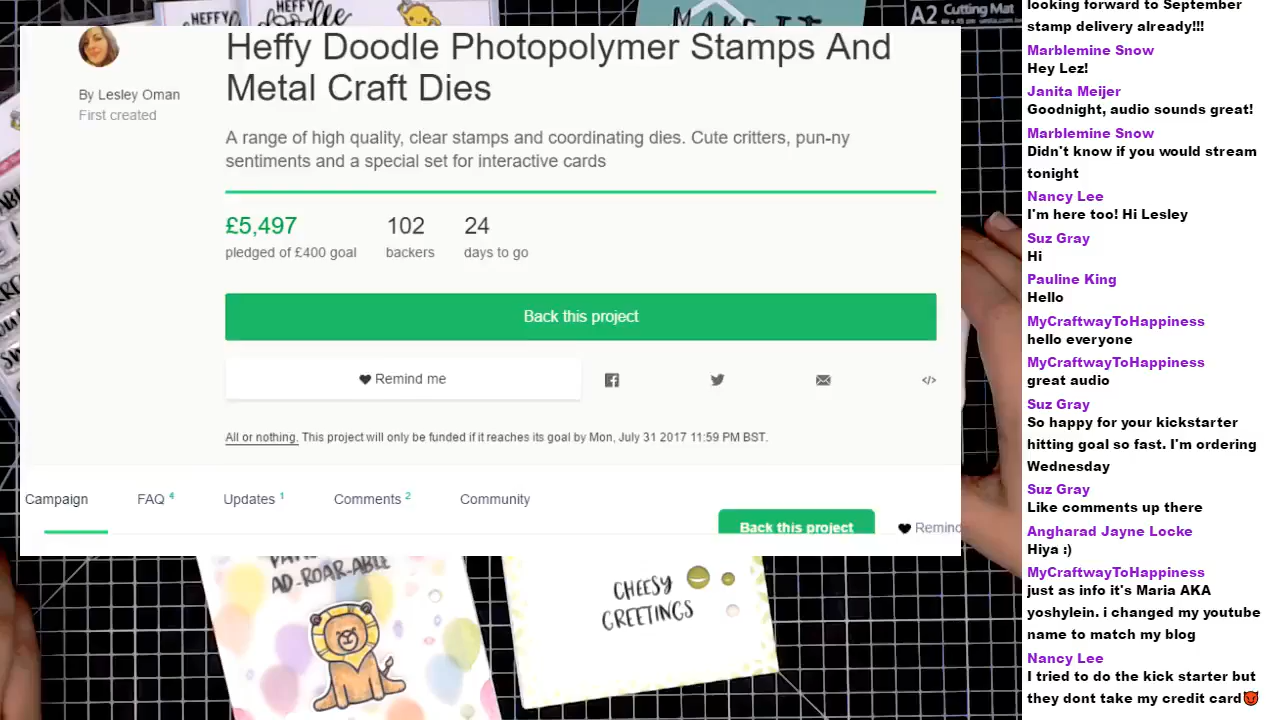 HEFFY
HEFFY
Doodle
MAKE IT
A2 Cutting Mat
Heffy Doodle Photopolymer Stamps And
Metal Craft Dies
By Lesley Oman
First created
A range of high quality, clear stamps and coordinating dies. Cute critters, pun-ny
sentiments and a special set for interactive cards
£5,497
pledged of £400 goal
102
backers
24
days to go
Back this project
Remind me
All or nothing. This project will only be funded if it reaches its goal by Mon, July 31 2017 11:59 PM BST.
Campaign
FAQ 4
Updates 1
Comments 2
Community
Back this project
Remind
AD-ROAR-ABLE
CHEESY
GREETINGS
looking forward to September
stamp delivery already!!!
Marblemine Snow
Hey Lez!
Janita Meijer
Goodnight, audio sounds great!
Marblemine Snow
Didn't know if you would stream
tonight
Nancy Lee
I'm here too! Hi Lesley
Suz Gray
Hi
Pauline King
Hello
MyCraftwayToHappiness
hello everyone
MyCraftwayToHappiness
great audio
Suz Gray
So happy for your kickstarter
hitting goal so fast. I'm ordering
Wednesday
Suz Gray
Like comments up there
Angharad Jayne Locke
Hiya :)
MyCraftwayToHappiness
just as info it's Maria AKA
yoshylein. i changed my youtube
name to match my blog
Nancy Lee
I tried to do the kick starter but
they dont take my credit card😈